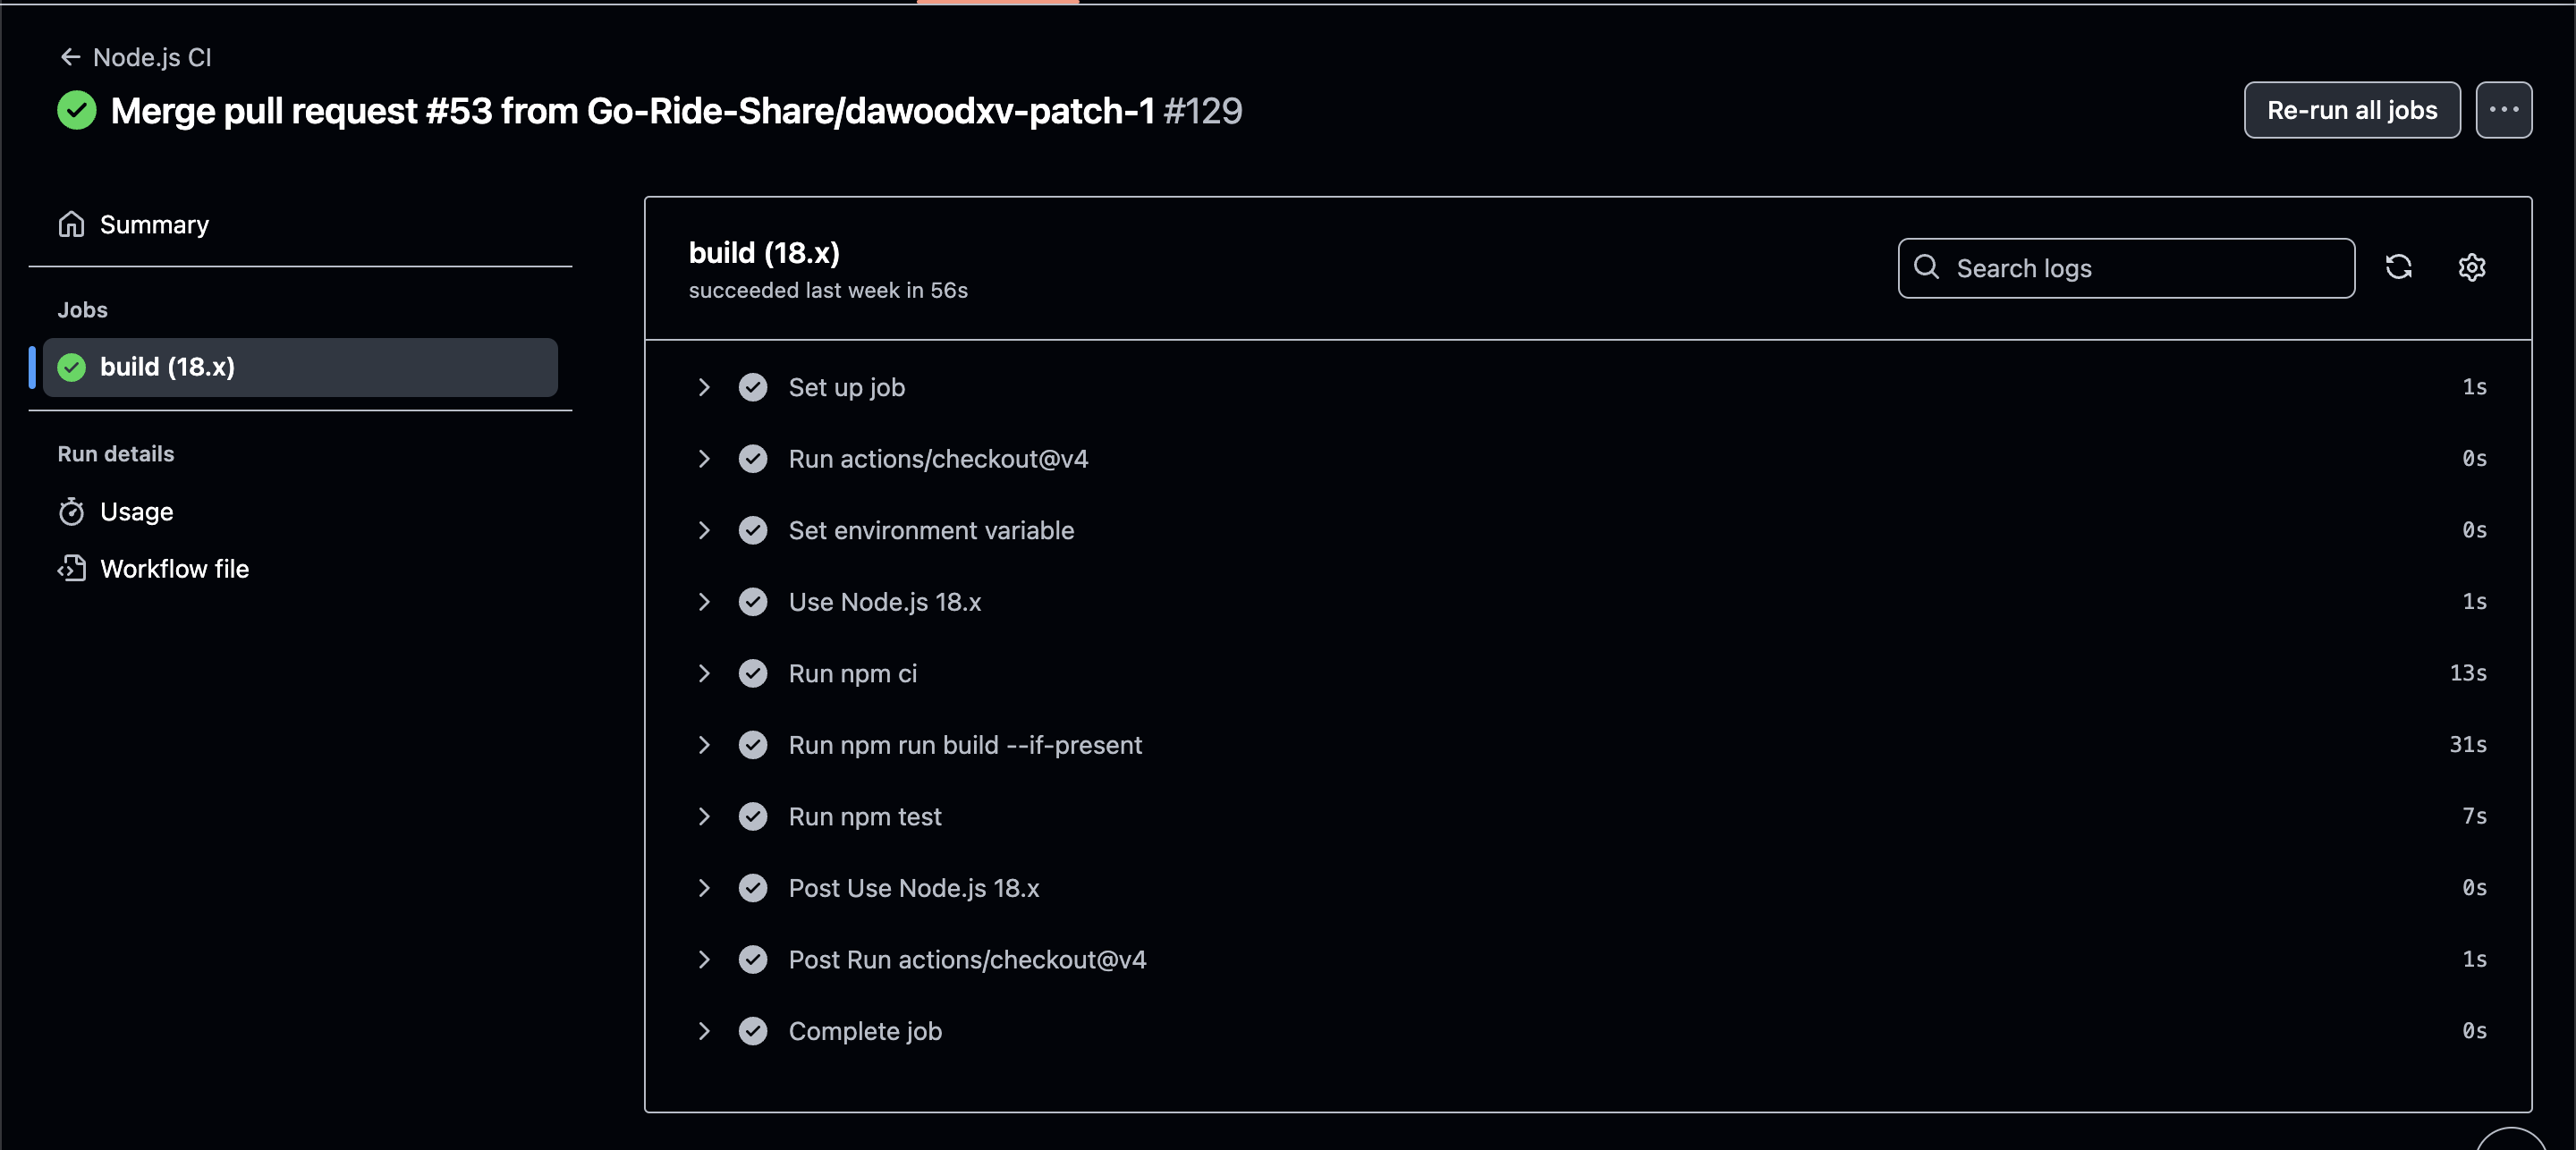 Node.js CI
Merge pull request #53 from Go-Ride-Share/dawoodxv-patch-1 #129
Re-run all jobs
Summary
Jobs
build (18.x)
Run details
Usage
Workflow file
build (18.x)
succeeded last week in 56s
Search logs
Set up job 1s
Run actions/checkout@v4 0s
Set environment variable 0s
Use Node.js 18.x 1s
Run npm ci 13s
Run npm run build --if-present 31s
Run npm test 7s
Post Use Node.js 18.x 0s
Post Run actions/checkout@v4 1s
Complete job 0s